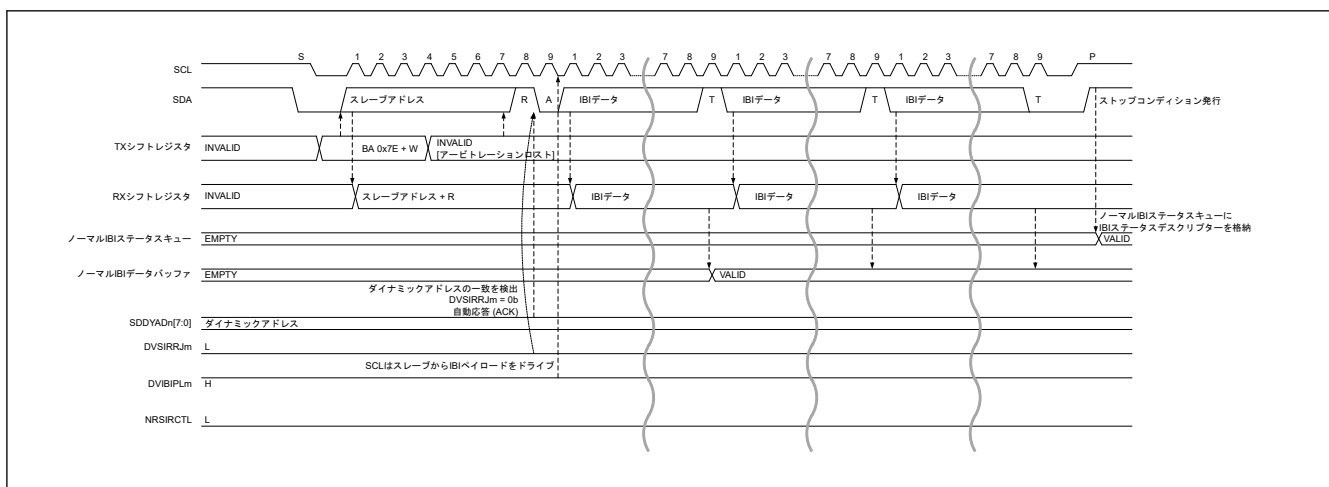 S 1 2 3 4 5 6 7 8 9 1 2 3 7 8 9 1 2 3 7 8 9 1 2 3 7 8 9 P
SCL
SDA スレーブアドレス R A IBIデータ T IBIデータ T IBIデータ T ストップコンディション発行
TXシフトレジスタ INVALID BA 0x7E + W INVALID
[アービトレーションロスト]
RXシフトレジスタ INVALID スレーブアドレス + R IBIデータ IBIデータ IBIデータ
ノーマルIBIステータスキューに
IBIステータスデスクリプターを格納
ノーマルIBIステータスキュー EMPTY VALID
ノーマルIBIデータバッファ EMPTY VALID
ダイナミックアドレスの一致を検出
DVSIRRJm = 0b
自動応答 (ACK)
SDDYADn[7:0] ダイナミックアドレス
DVSIRRJm L
SCLはスレーブからIBIペイロードをドライブ
DVIBIPLm H
NRSIRCTL L